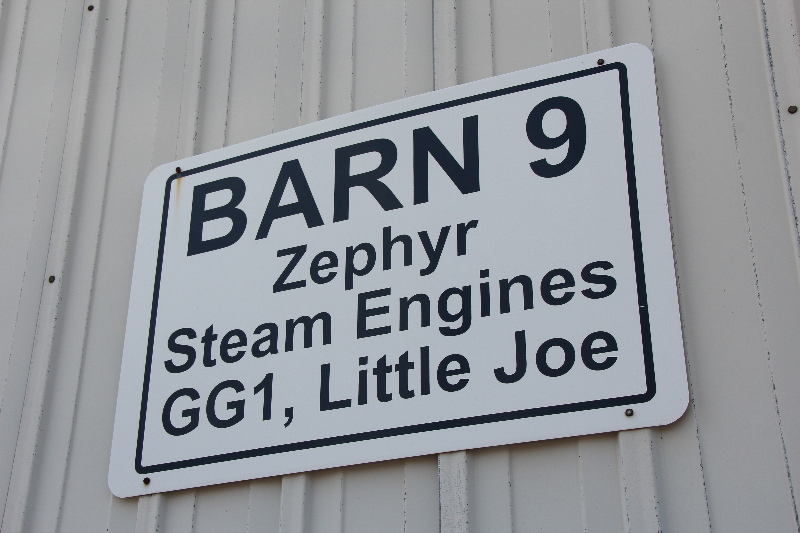 BARN 9
Zephyr
Steam Engines
GG1, Little Joe